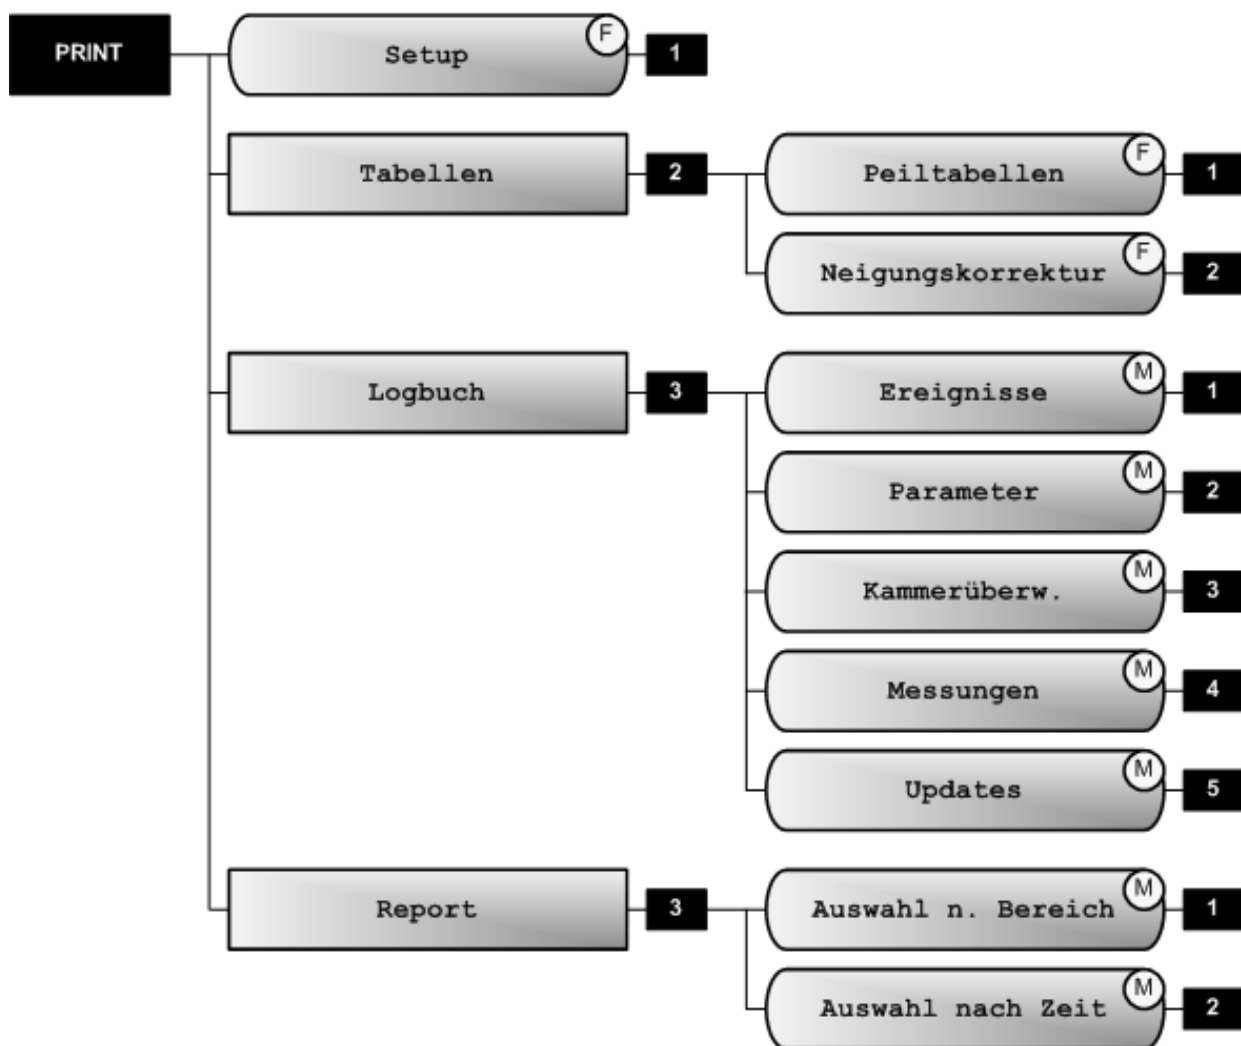 PRINT
Setup
F
1
Tabellen
2
Peiltabellen
F
1
Neigungskorrektur
F
2
Logbuch
3
Ereignisse
M
1
Parameter
M
2
Kammerüberw.
M
3
Messungen
M
4
Updates
M
5
Report
3
Auswahl n. Bereich
M
1
Auswahl nach Zeit
M
2